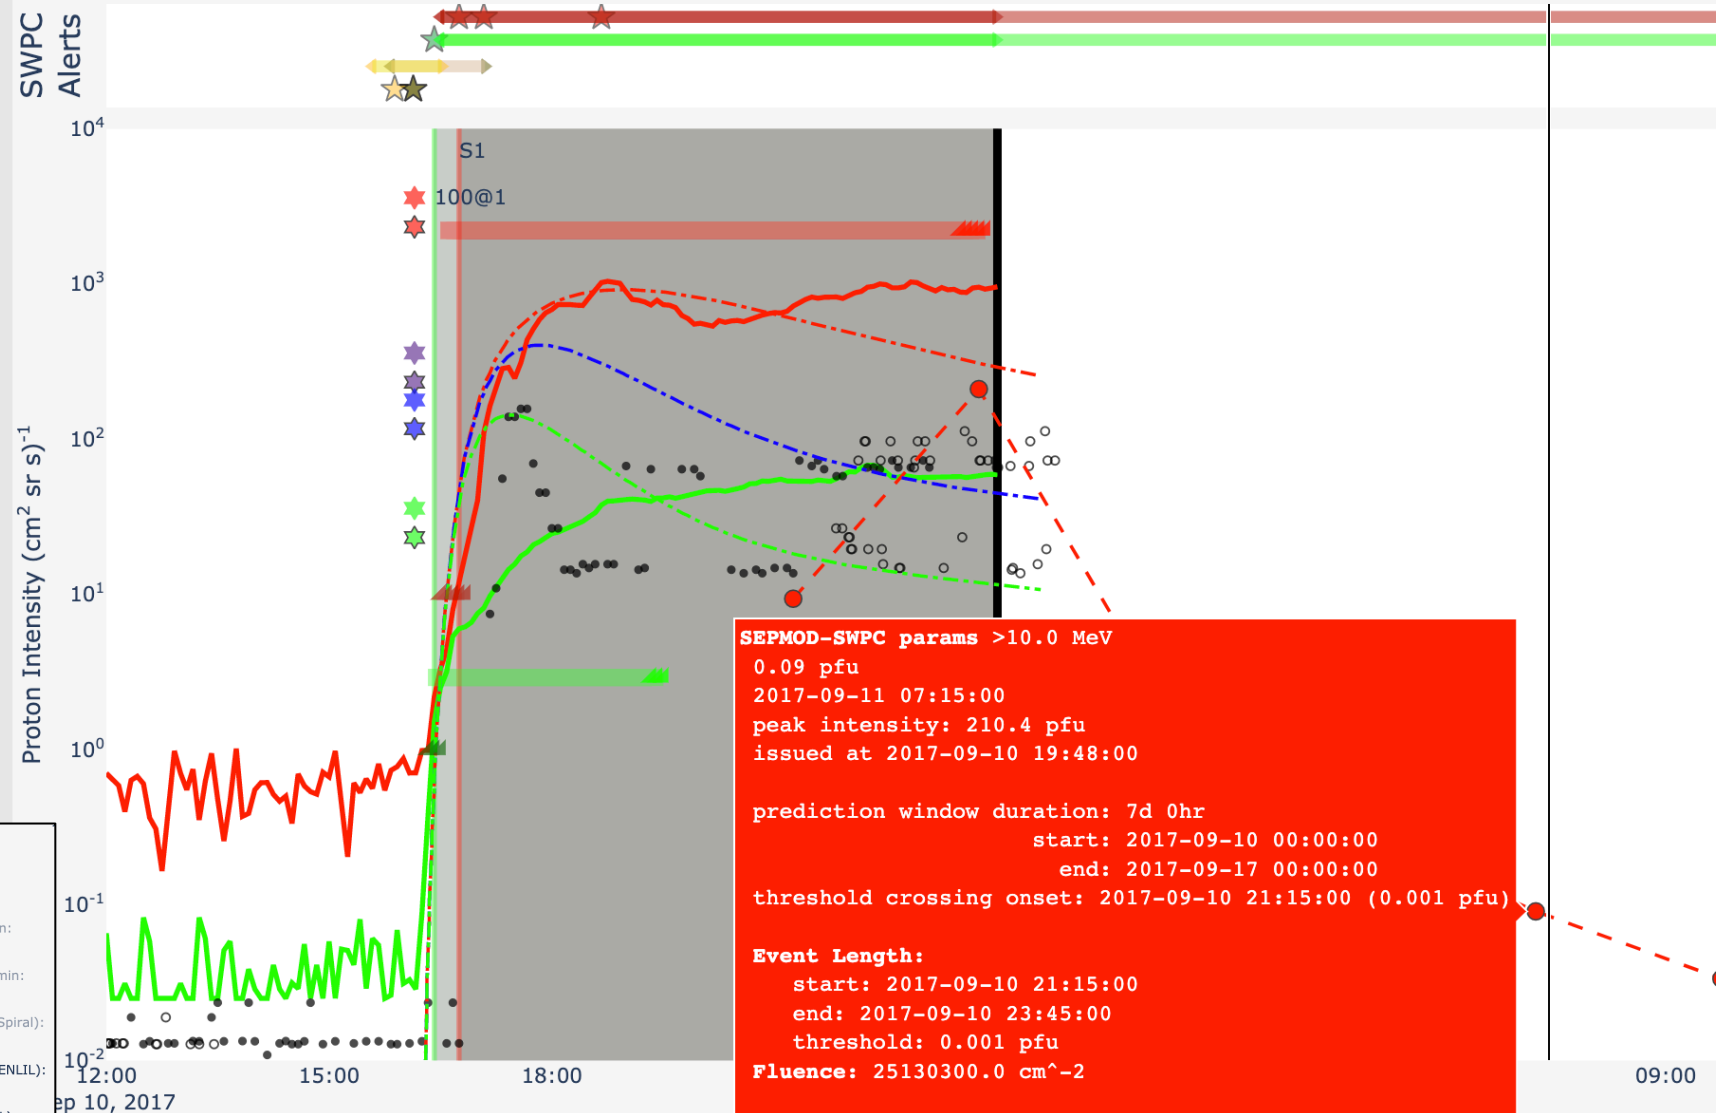 SWPC
Alerts
10^4
S1
100@1
10^3
10^2
10^1
10^0
10^-1
10^-2
Proton Intensity (cm^2 sr s)^-1
SEPMOD-SWPC params >10.0 MeV
0.09 pfu
2017-09-11 07:15:00
peak intensity: 210.4 pfu
issued at 2017-09-10 19:48:00
prediction window duration: 7d 0hr
start: 2017-09-10 00:00:00
end: 2017-09-17 00:00:00
threshold crossing onset: 2017-09-10 21:15:00 (0.001 pfu)
Event Length:
start: 2017-09-10 21:15:00
end: 2017-09-10 23:45:00
threshold: 0.001 pfu
Fluence: 25130300.0 cm^-2
n:
min:
Spiral):
ENLIL):
12:00
15:00
18:00
09:00
ep 10, 2017